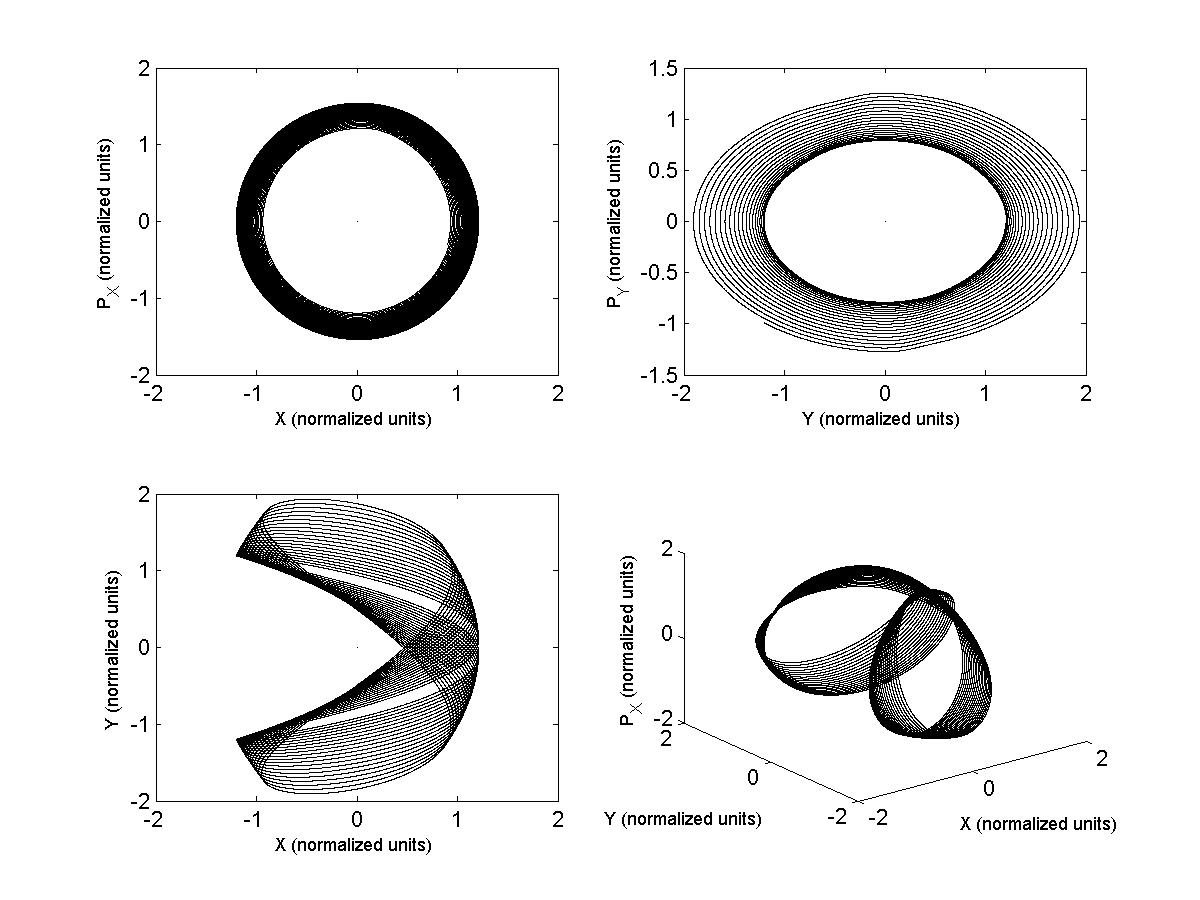 2
1
0
-1
-2
P_X (normalized units)
-2 -1 0 1 2
X (normalized units)
1.5
1
0.5
0
-0.5
-1
-1.5
P_Y (normalized units)
-2 -1 0 1 2
Y (normalized units)
2
1
0
-1
-2
Y (normalized units)
-2 -1 0 1 2
X (normalized units)
2
0
-2
P_X (normalized units)
2
0
-2
Y (normalized units)
-2
0
2
X (normalized units)